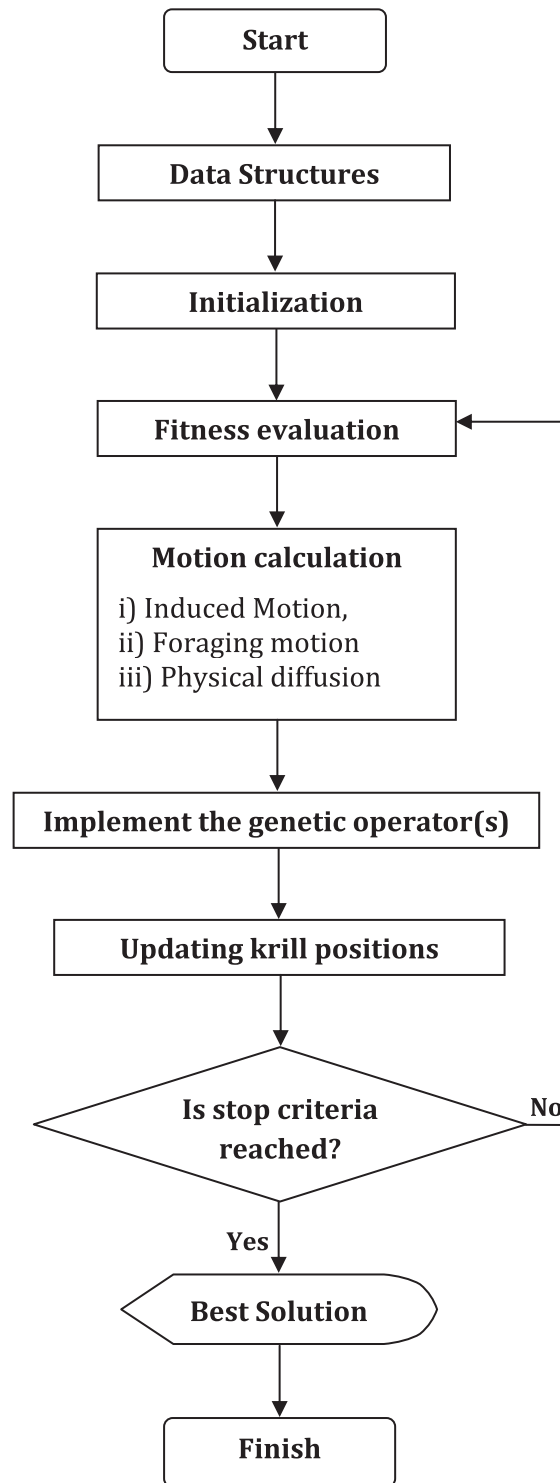 Start
Data Structures
Initialization
Fitness evaluation
Motion calculation
i) Induced Motion,
ii) Foraging motion
iii) Physical diffusion
Implement the genetic operator(s)
Updating krill positions
Is stop criteria
reached?
No
Yes
Best Solution
Finish